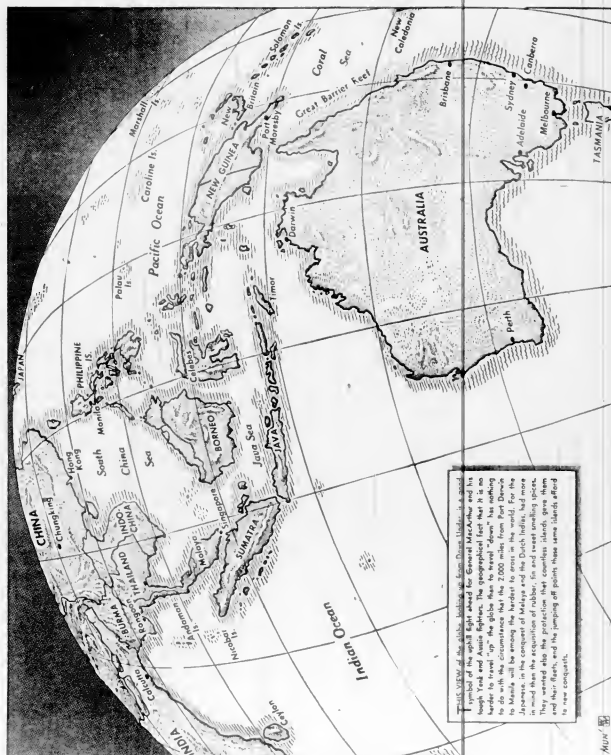 JAPAN
CHINA
Chungking
Hong
Kong
PHILIPPINE
IS.
Manila
South
China
Sea
INDO-
CHINA
THAILAND
BURMA
Rangoon
Calcutta
INDIA
Andaman
Is.
Nicobar
Is.
Ceylon
Malaya
Singapore
SUMATRA
BORNEO
Celebes
Java Sea
JAVA
Timor
Palau
Is.
Pacific Ocean
Caroline Is.
Marshall Is.
NEW GUINEA
New
Britain
Solomon
Is.
Port
Moresby
Coral
Sea
New
Caledonia
Great Barrier Reef
Darwin
AUSTRALIA
Brisbane
Sydney
Canberra
Adelaide
Melbourne
TASMANIA
Perth
Indian Ocean
THIS VIEW of the globe, looking up from Down Under, is a good
symbol of the uphill fight ahead for General MacArthur and his
tough Yank and Aussie fighters. The geographical fact that it is no
harder to travel "up" the globe than to travel "down" has nothing
to do with the circumstance that the 2,000 miles from Port Darwin
to Manila will be among the hardest to cross in the world. For the
Japanese, in the conquest of Malaya and the Dutch Indies, had more
in mind than the acquisition of rubber, tin and sweet smelling spices.
They wanted also the protection that countless islands gave them
and their fleets, and the jumping off points those same islands afford
to new conquests.